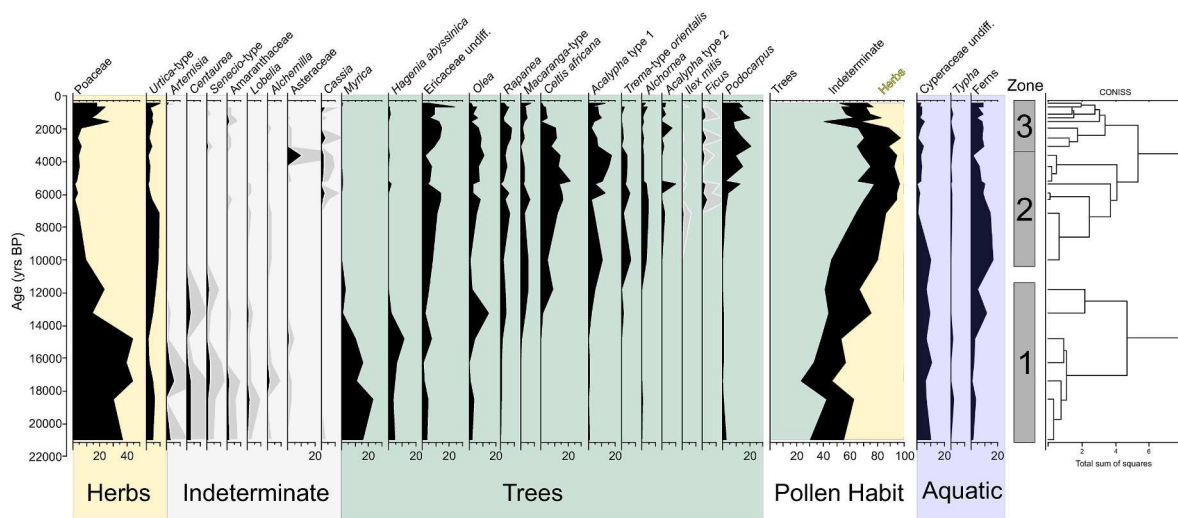 Poaceae
Urtica-type
Artemisia
Centaurea
Senecio-type
Amaranthaceae
Lobelia
Alchemilla
Asteraceae
Cassia
Myrica
Hagenia abyssinica
Ericaceae undiff.
Olea
Rapanea
Macaranga-type
Celtis africana
Acalypha type 1
Trema-type orientalis
Alchornea
Acalypha type 2
Ilex mitis
Ficus
Podocarpus
Trees
Indeterminate
Herbs
Cyperaceae undiff.
Typha
Ferns
Zone
CONISS
Age (yrs BP)
0
2000
4000
6000
8000
10000
12000
14000
16000
18000
20000
22000
3
2
1
20 40
20
20
20
20
20
20
20
20
20
20 40 60 80 100
20
20
2 4 6
Total sum of squares
Herbs
Indeterminate
Trees
Pollen Habit
Aquatic